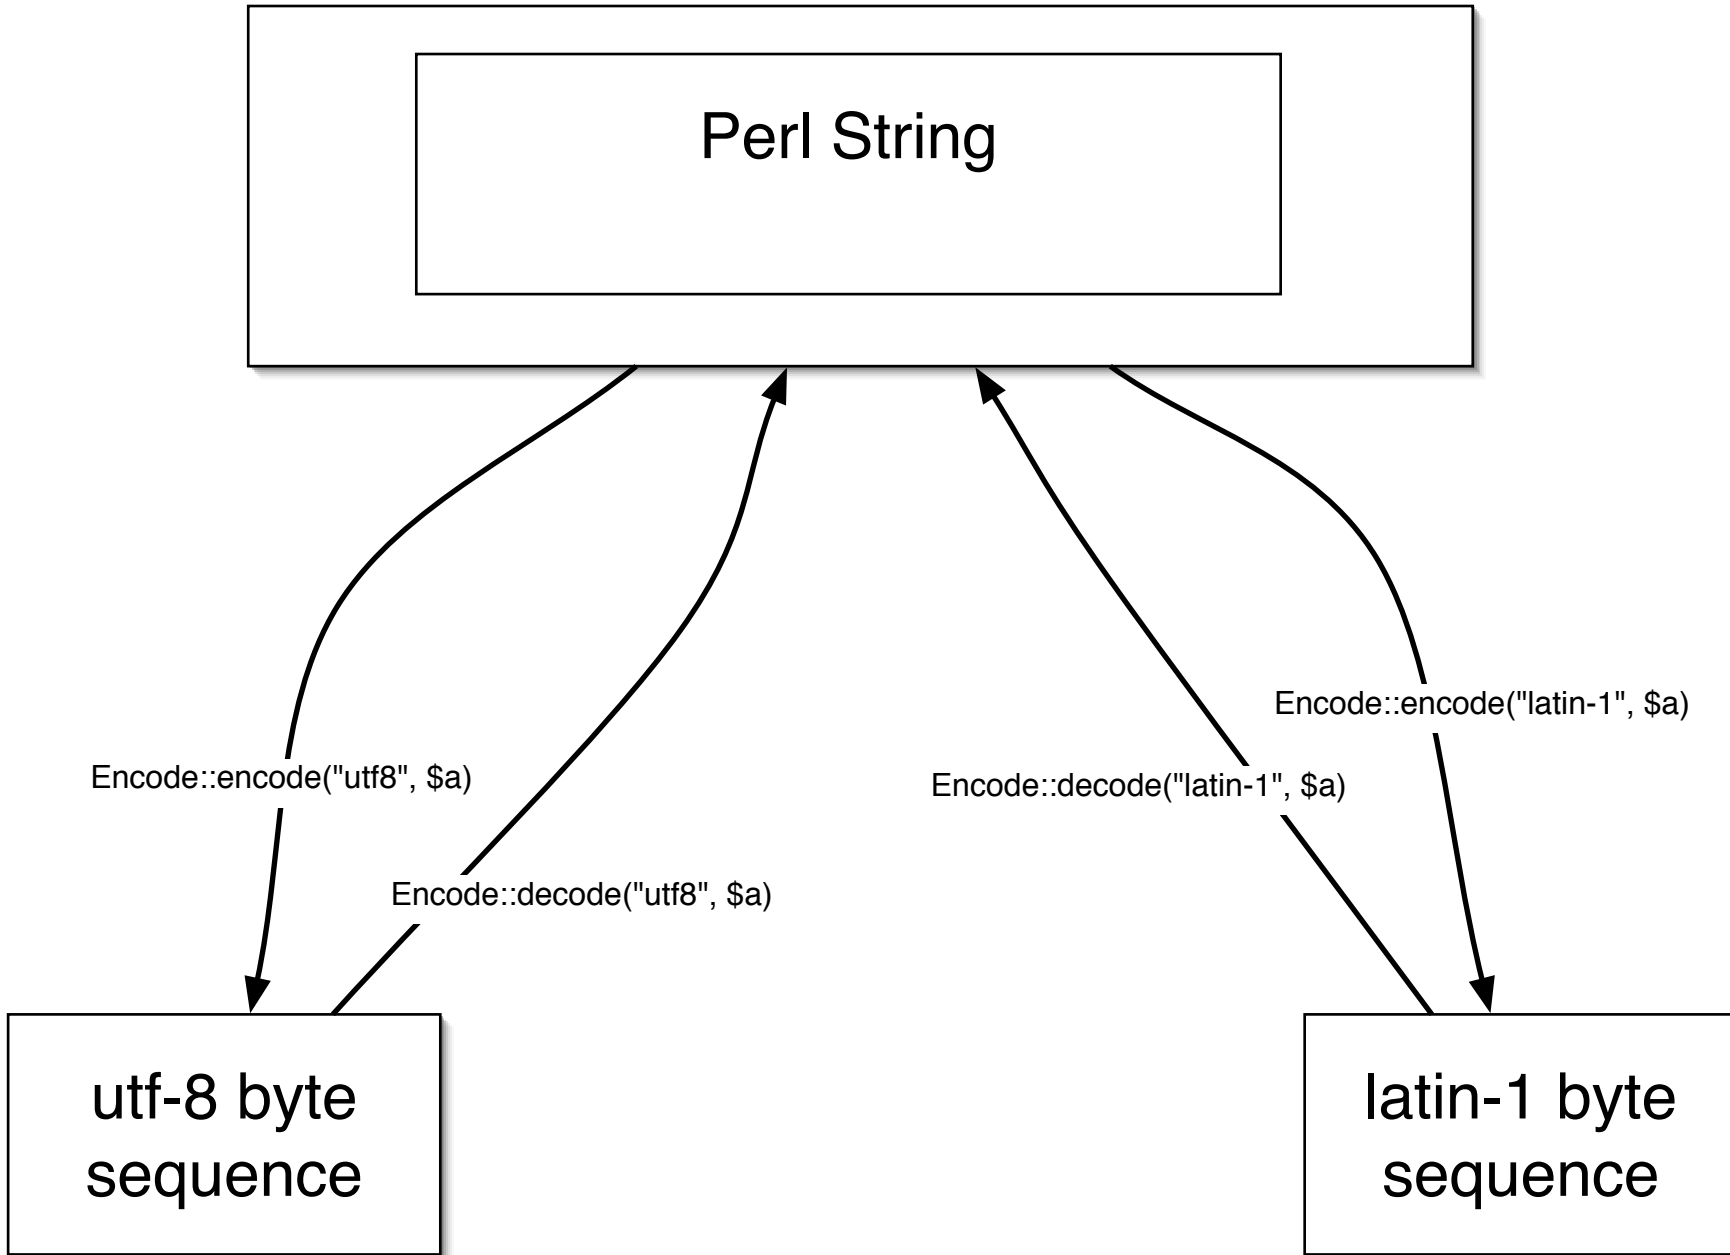 Perl String
Encode::encode("latin-1", $a)
Encode::encode("utf8", $a)
Encode::decode("latin-1", $a)
Encode::decode("utf8", $a)
utf-8 byte
sequence
latin-1 byte
sequence